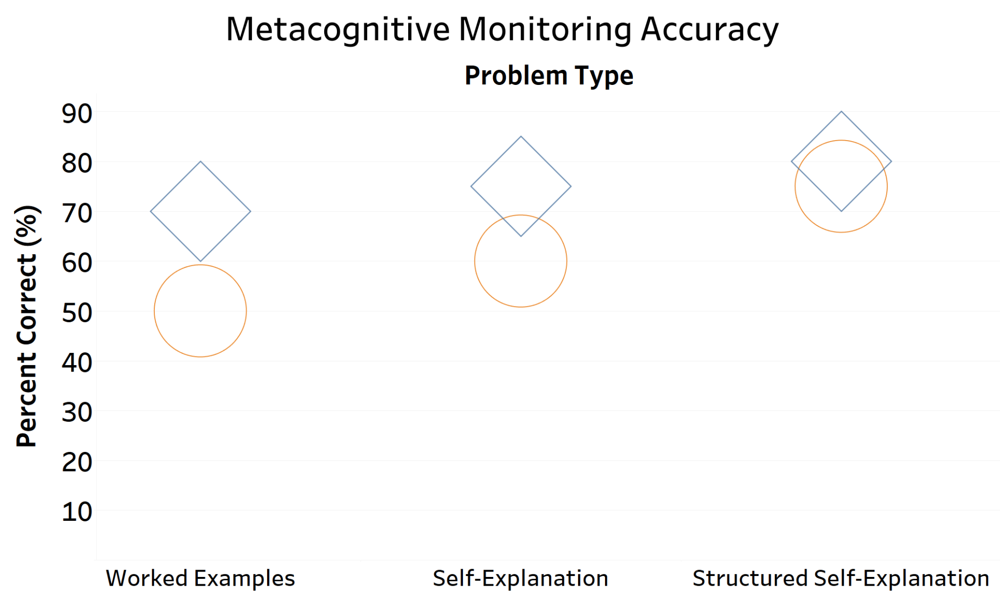 Metacognitive Monitoring Accuracy
Problem Type
Percent Correct (%)
90
80
70
60
50
40
30
20
10
Worked Examples
Self-Explanation
Structured Self-Explanation